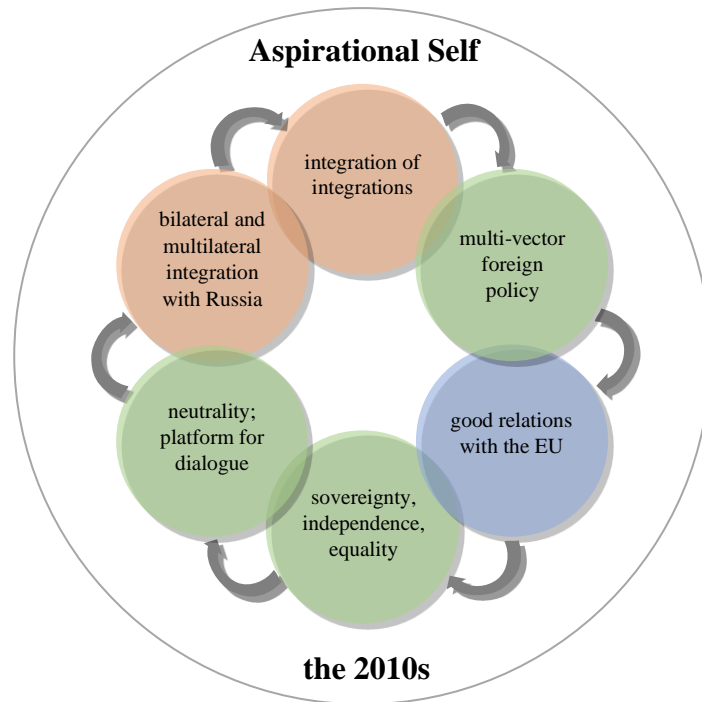 Aspirational Self
integration of
integrations
multi-vector
foreign
policy
good relations
with the EU
sovereignty,
independence,
equality
neutrality;
platform for
dialogue
bilateral and
multilateral
integration
with Russia
the 2010s